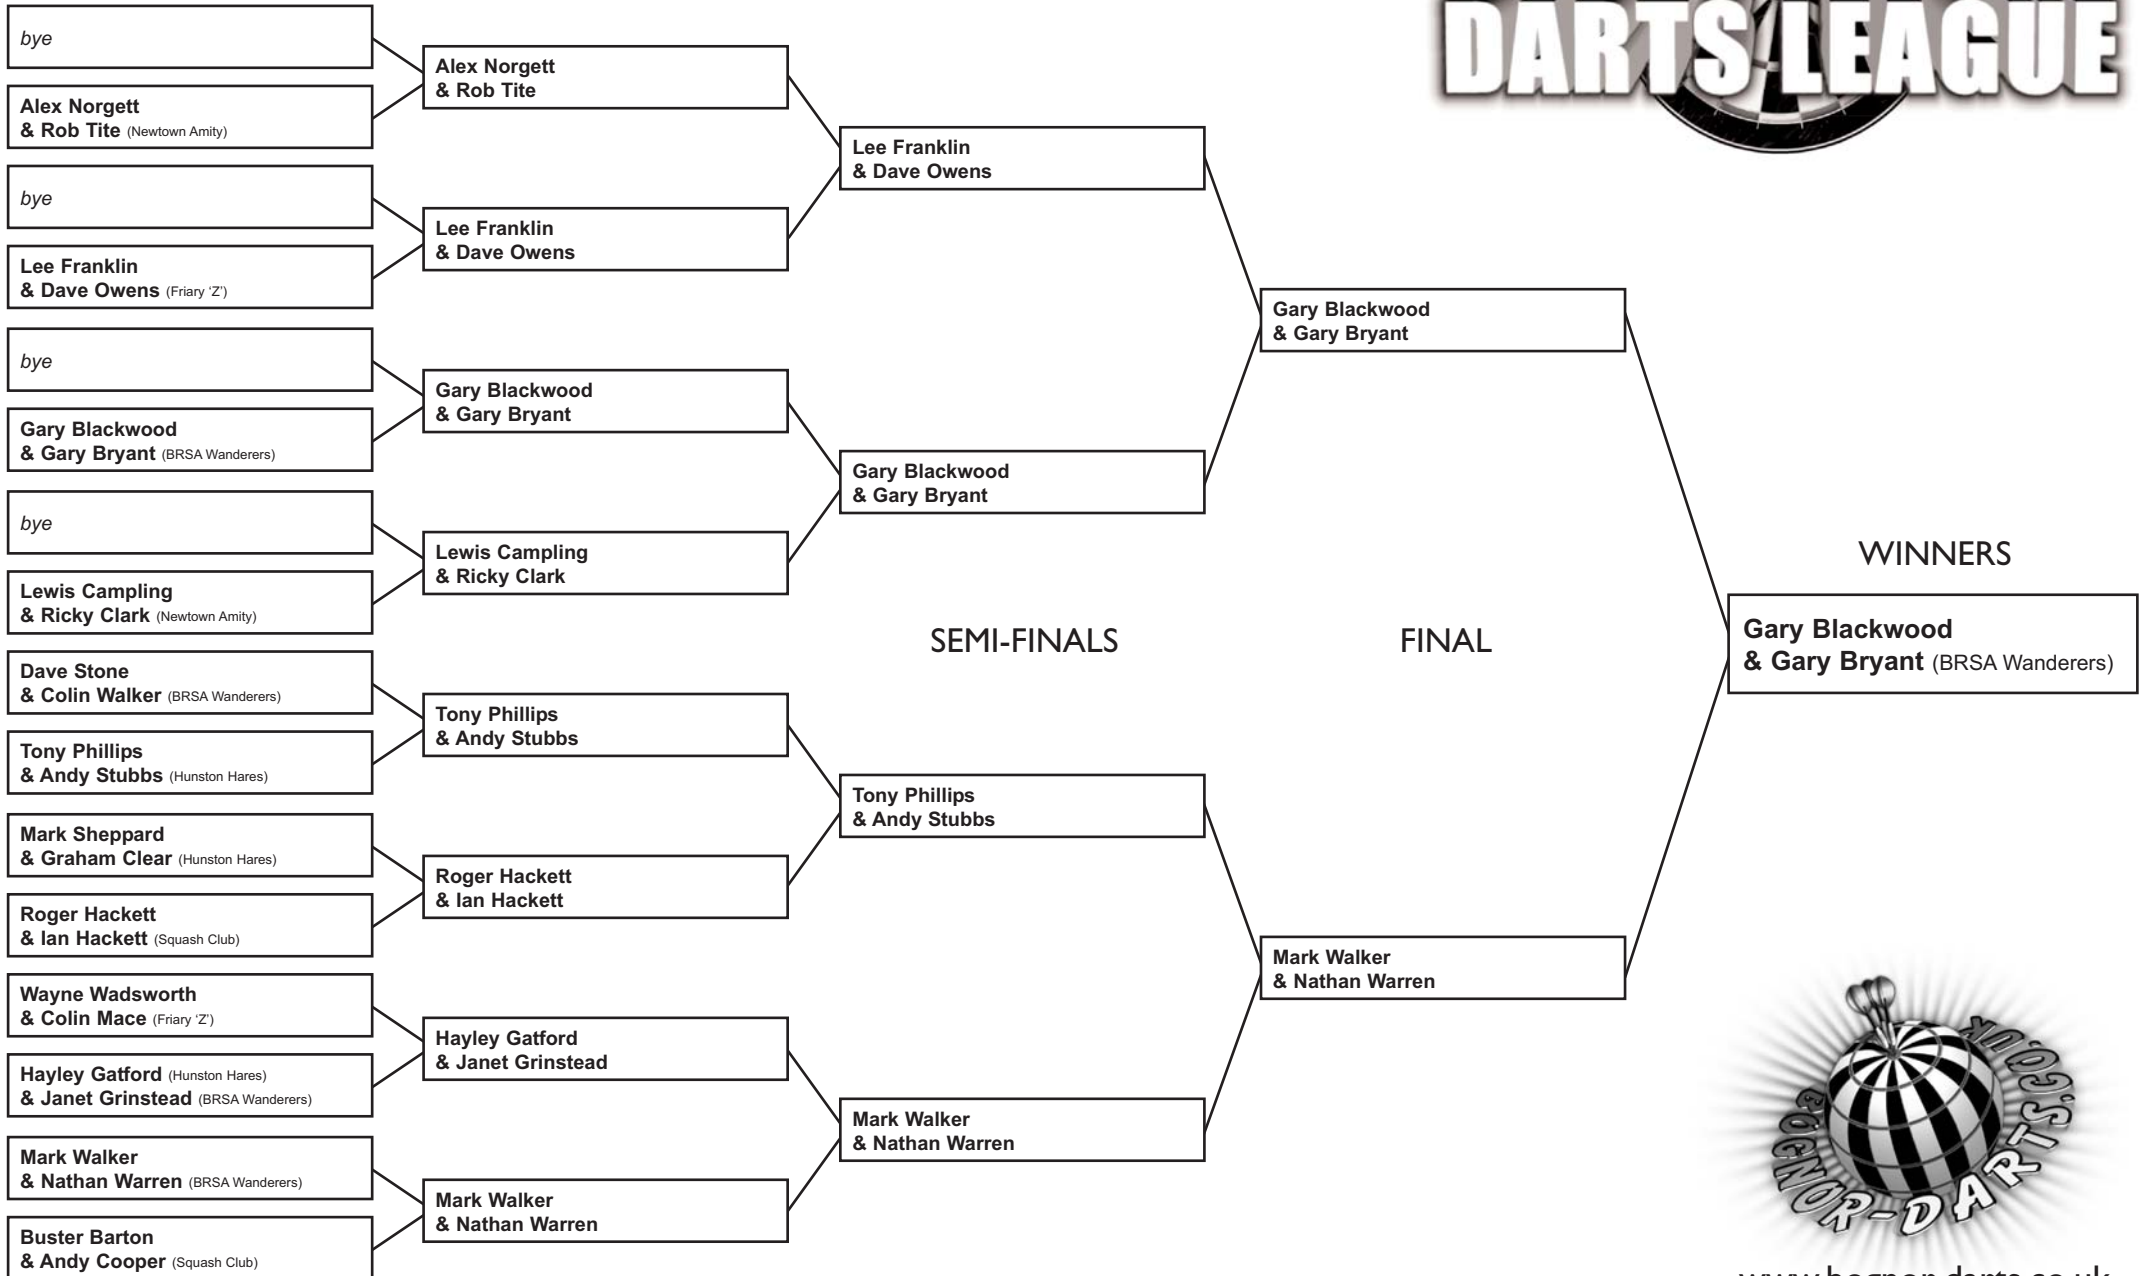 DARTS LEAGUE
bye
Alex Norgett
& Rob Tite (Newtown Amity)
bye
Lee Franklin
& Dave Owens (Friary ‘Z’)
bye
Gary Blackwood
& Gary Bryant (BRSA Wanderers)
bye
Lewis Campling
& Ricky Clark (Newtown Amity)
Dave Stone
& Colin Walker (BRSA Wanderers)
Tony Phillips
& Andy Stubbs (Hunston Hares)
Mark Sheppard
& Graham Clear (Hunston Hares)
Roger Hackett
& Ian Hackett (Squash Club)
Wayne Wadsworth
& Colin Mace (Friary ‘Z’)
Hayley Gatford (Hunston Hares)
& Janet Grinstead (BRSA Wanderers)
Mark Walker
& Nathan Warren (BRSA Wanderers)
Buster Barton
& Andy Cooper (Squash Club)
Alex Norgett
& Rob Tite
Lee Franklin
& Dave Owens
Gary Blackwood
& Gary Bryant
Lewis Campling
& Ricky Clark
Tony Phillips
& Andy Stubbs
Roger Hackett
& Ian Hackett
Hayley Gatford
& Janet Grinstead
Mark Walker
& Nathan Warren
Lee Franklin
& Dave Owens
Gary Blackwood
& Gary Bryant
SEMI-FINALS
Tony Phillips
& Andy Stubbs
Mark Walker
& Nathan Warren
Gary Blackwood
& Gary Bryant
FINAL
Mark Walker
& Nathan Warren
WINNERS
Gary Blackwood
& Gary Bryant (BRSA Wanderers)
BOGNOR-DARTS.CO.UK
www.bognor-darts.co.uk